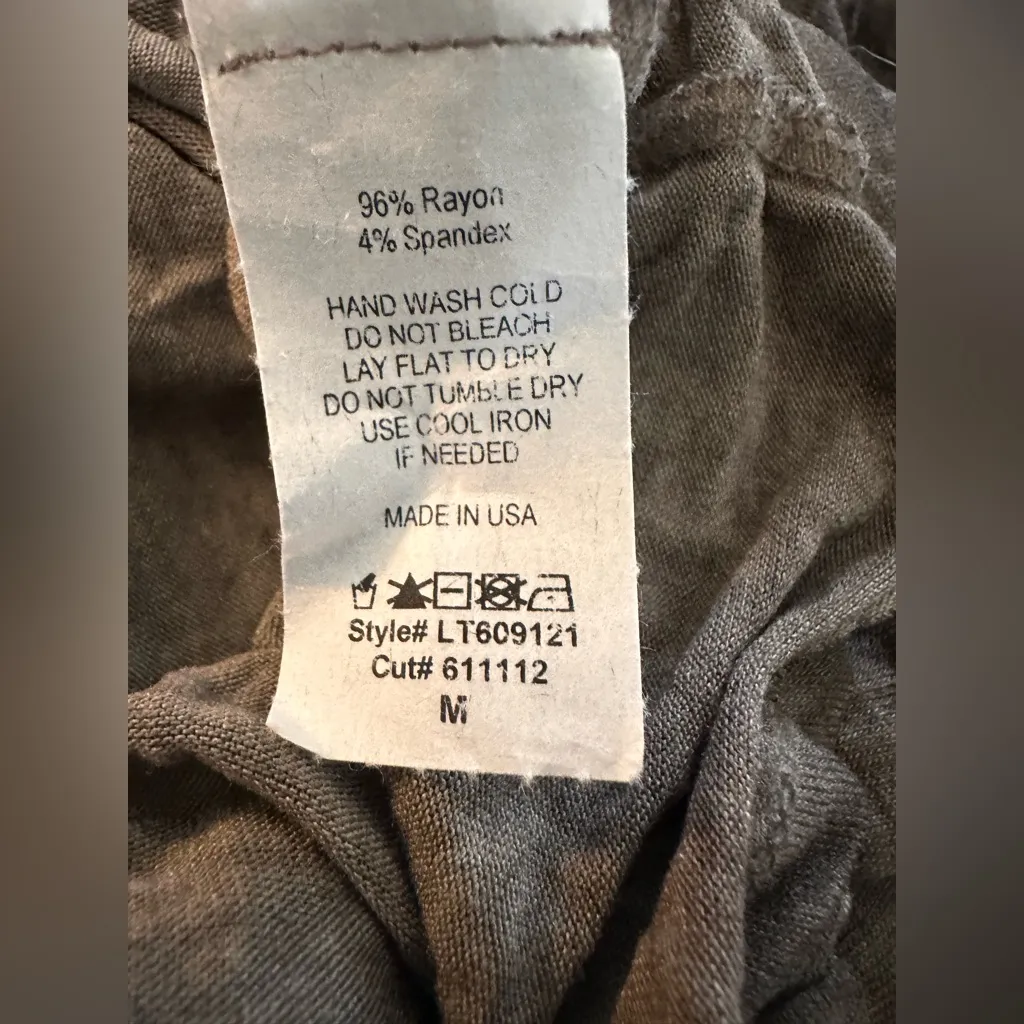 96% Rayon
4% Spandex
HAND WASH COLD
DO NOT BLEACH
LAY FLAT TO DRY
DO NOT TUMBLE DRY
USE COOL IRON
IF NEEDED
MADE IN USA
Style# LT609121
Cut# 611112
M